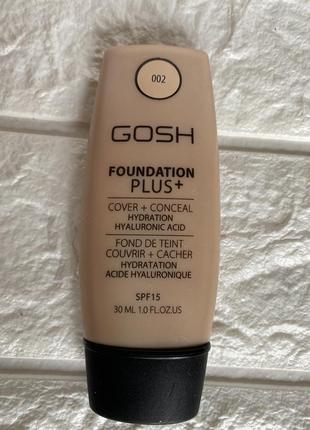 002
GOSH
FOUNDATION
PLUS+
COVER + CONCEAL
HYDRATION
HYALURONIC ACID
FOND DE TEINT
COUVRIR + CACHER
HYDRATATION
ACIDE HYALURONIQUE
SPF15
30 ML 1.0 FL.OZ.US